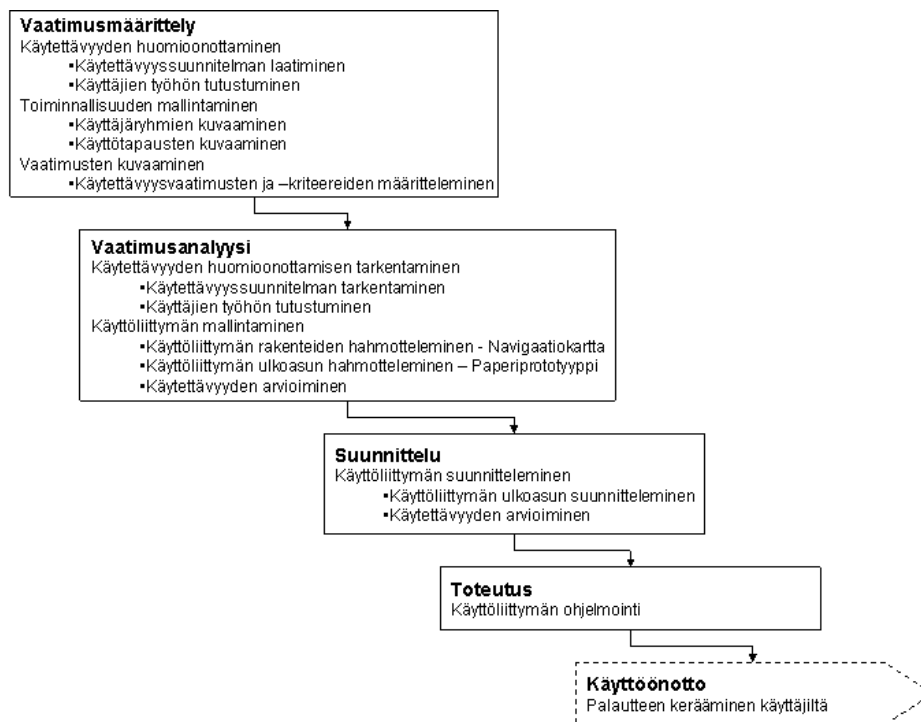 Vaatimusmäärittely
Käytettävyyden huomioonottaminen
▪Käytettävyyssuunnitelman laatiminen
▪Käyttäjien työhön tutustuminen
Toiminnallisuuden mallintaminen
▪Käyttäjäryhmien kuvaaminen
▪Käyttötapausten kuvaaminen
Vaatimusten kuvaaminen
▪Käytettävyysvaatimusten ja –kriteereiden määritteleminen
Vaatimusanalyysi
Käytettävyyden huomioonottamisen tarkentaminen
▪Käytettävyyssuunnitelman tarkentaminen
▪Käyttäjien työhön tutustuminen
Käyttöliittymän mallintaminen
▪Käyttöliittymän rakenteiden hahmotteleminen - Navigaatiokartta
▪Käyttöliittymän ulkoasun hahmotteleminen – Paperiprototyyppi
▪Käytettävyyden arvioiminen
Suunnittelu
Käyttöliittymän suunnitteleminen
▪Käyttöliittymän ulkoasun suunnitteleminen
▪Käytettävyyden arvioiminen
Toteutus
Käyttöliittymän ohjelmointi
Käyttöönotto
Palautteen kerääminen käyttäjiltä